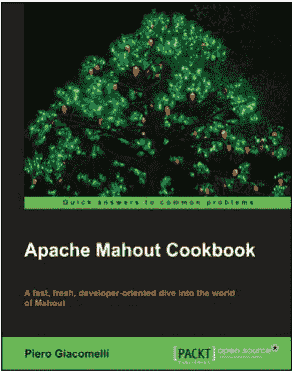 Quick answers to common problems
Apache Mahout Cookbook
A fast, fresh, developer-oriented dive into the world
of Mahout
Piero Giacomelli
PACKT open source*